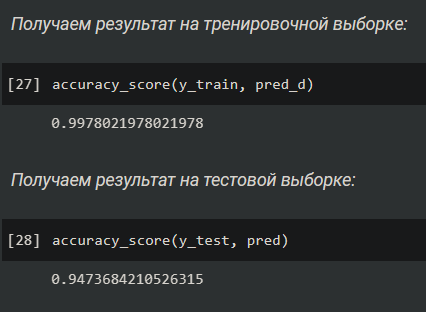 Получаем результат на тренировочной выборке:
[27] accuracy_score(y_train, pred_d)
0.9978021978021978
Получаем результат на тестовой выборке:
[28] accuracy_score(y_test, pred)
0.9473684210526315